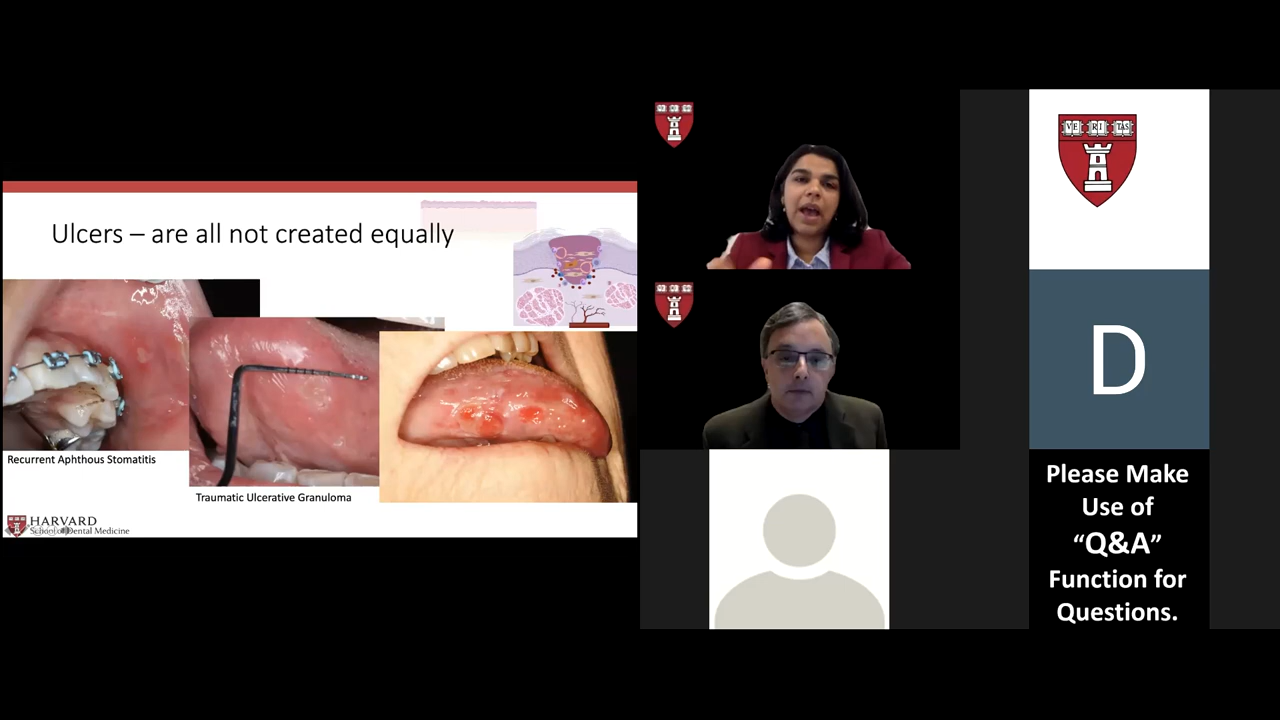 Ulcers – are all not created equally
Recurrent Aphthous Stomatitis
Traumatic Ulcerative Granuloma
HARVARD
School of Dental Medicine
VE RI TAS
D
Please Make
Use of
“Q&A”
Function for
Questions.